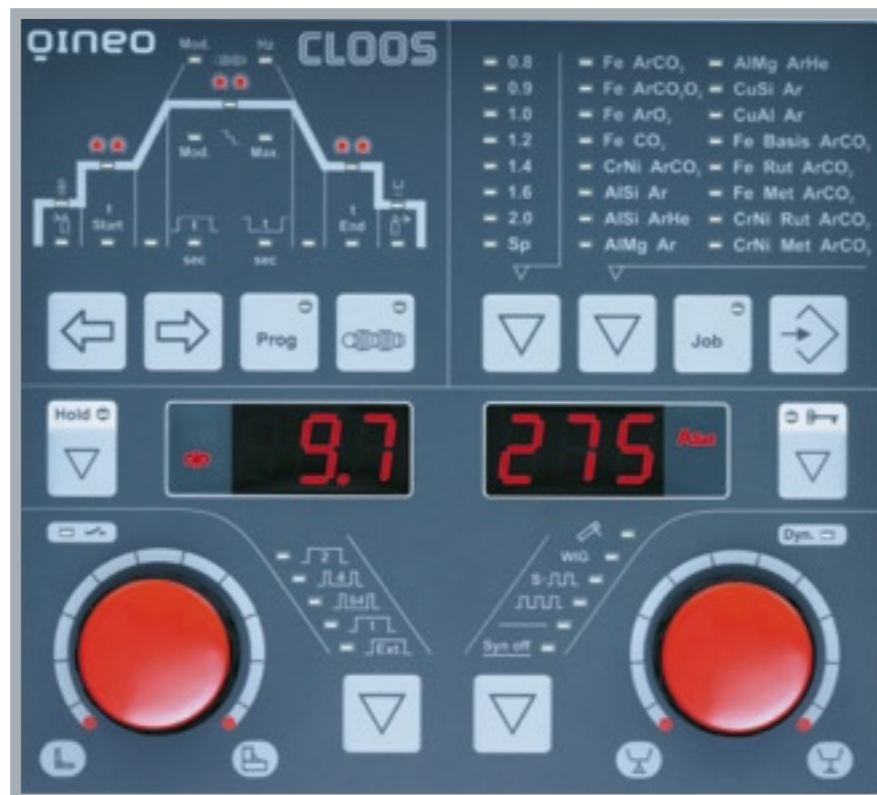 QINEO CLOOS
Mod. Hz
Mod. Max.
t Start
t End
t
t
sec sec
0.8 Fe ArCO₂ AlMg ArHe
0.9 Fe ArCO₂O₂ CuSi Ar
1.0 Fe ArO₂ CuAl Ar
1.2 Fe CO₂ Fe Basis ArCO₂
1.4 CrNi ArCO₂ Fe Rut ArCO₂
1.6 AlSi Ar Fe Met ArCO₂
2.0 AlSi ArHe CrNi Rut ArCO₂
Sp AlMg Ar CrNi Met ArCO₂
Prog
Job
Hold
9.7
275
2
4
S4
1
Ext.
WIG
S-
Syn off
Dyn.